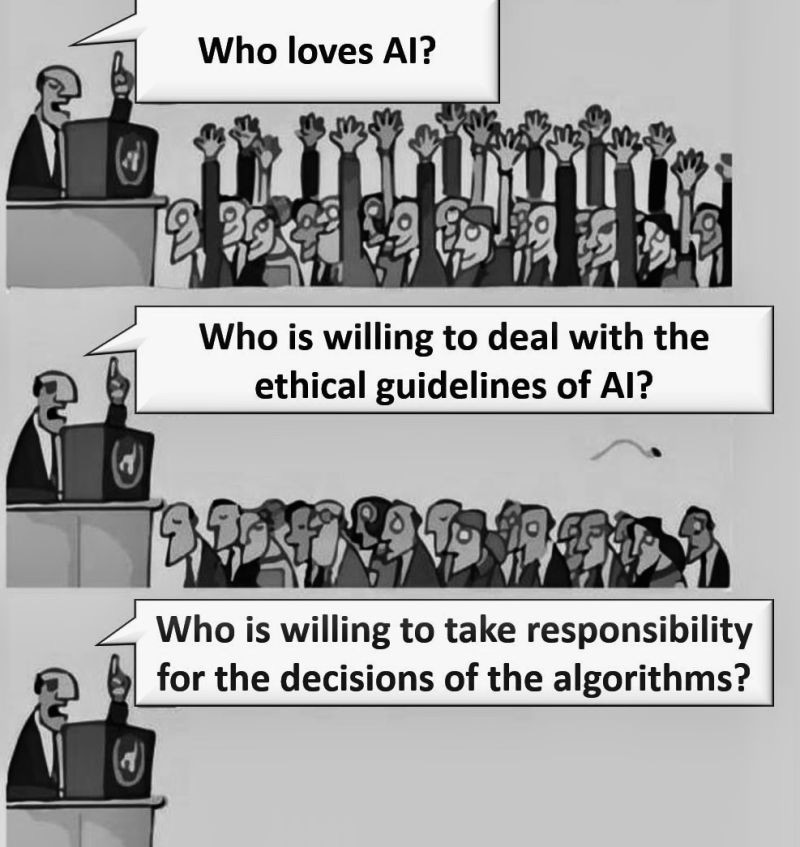 Who loves AI?
Who is willing to deal with the
ethical guidelines of AI?
Who is willing to take responsibility
for the decisions of the algorithms?